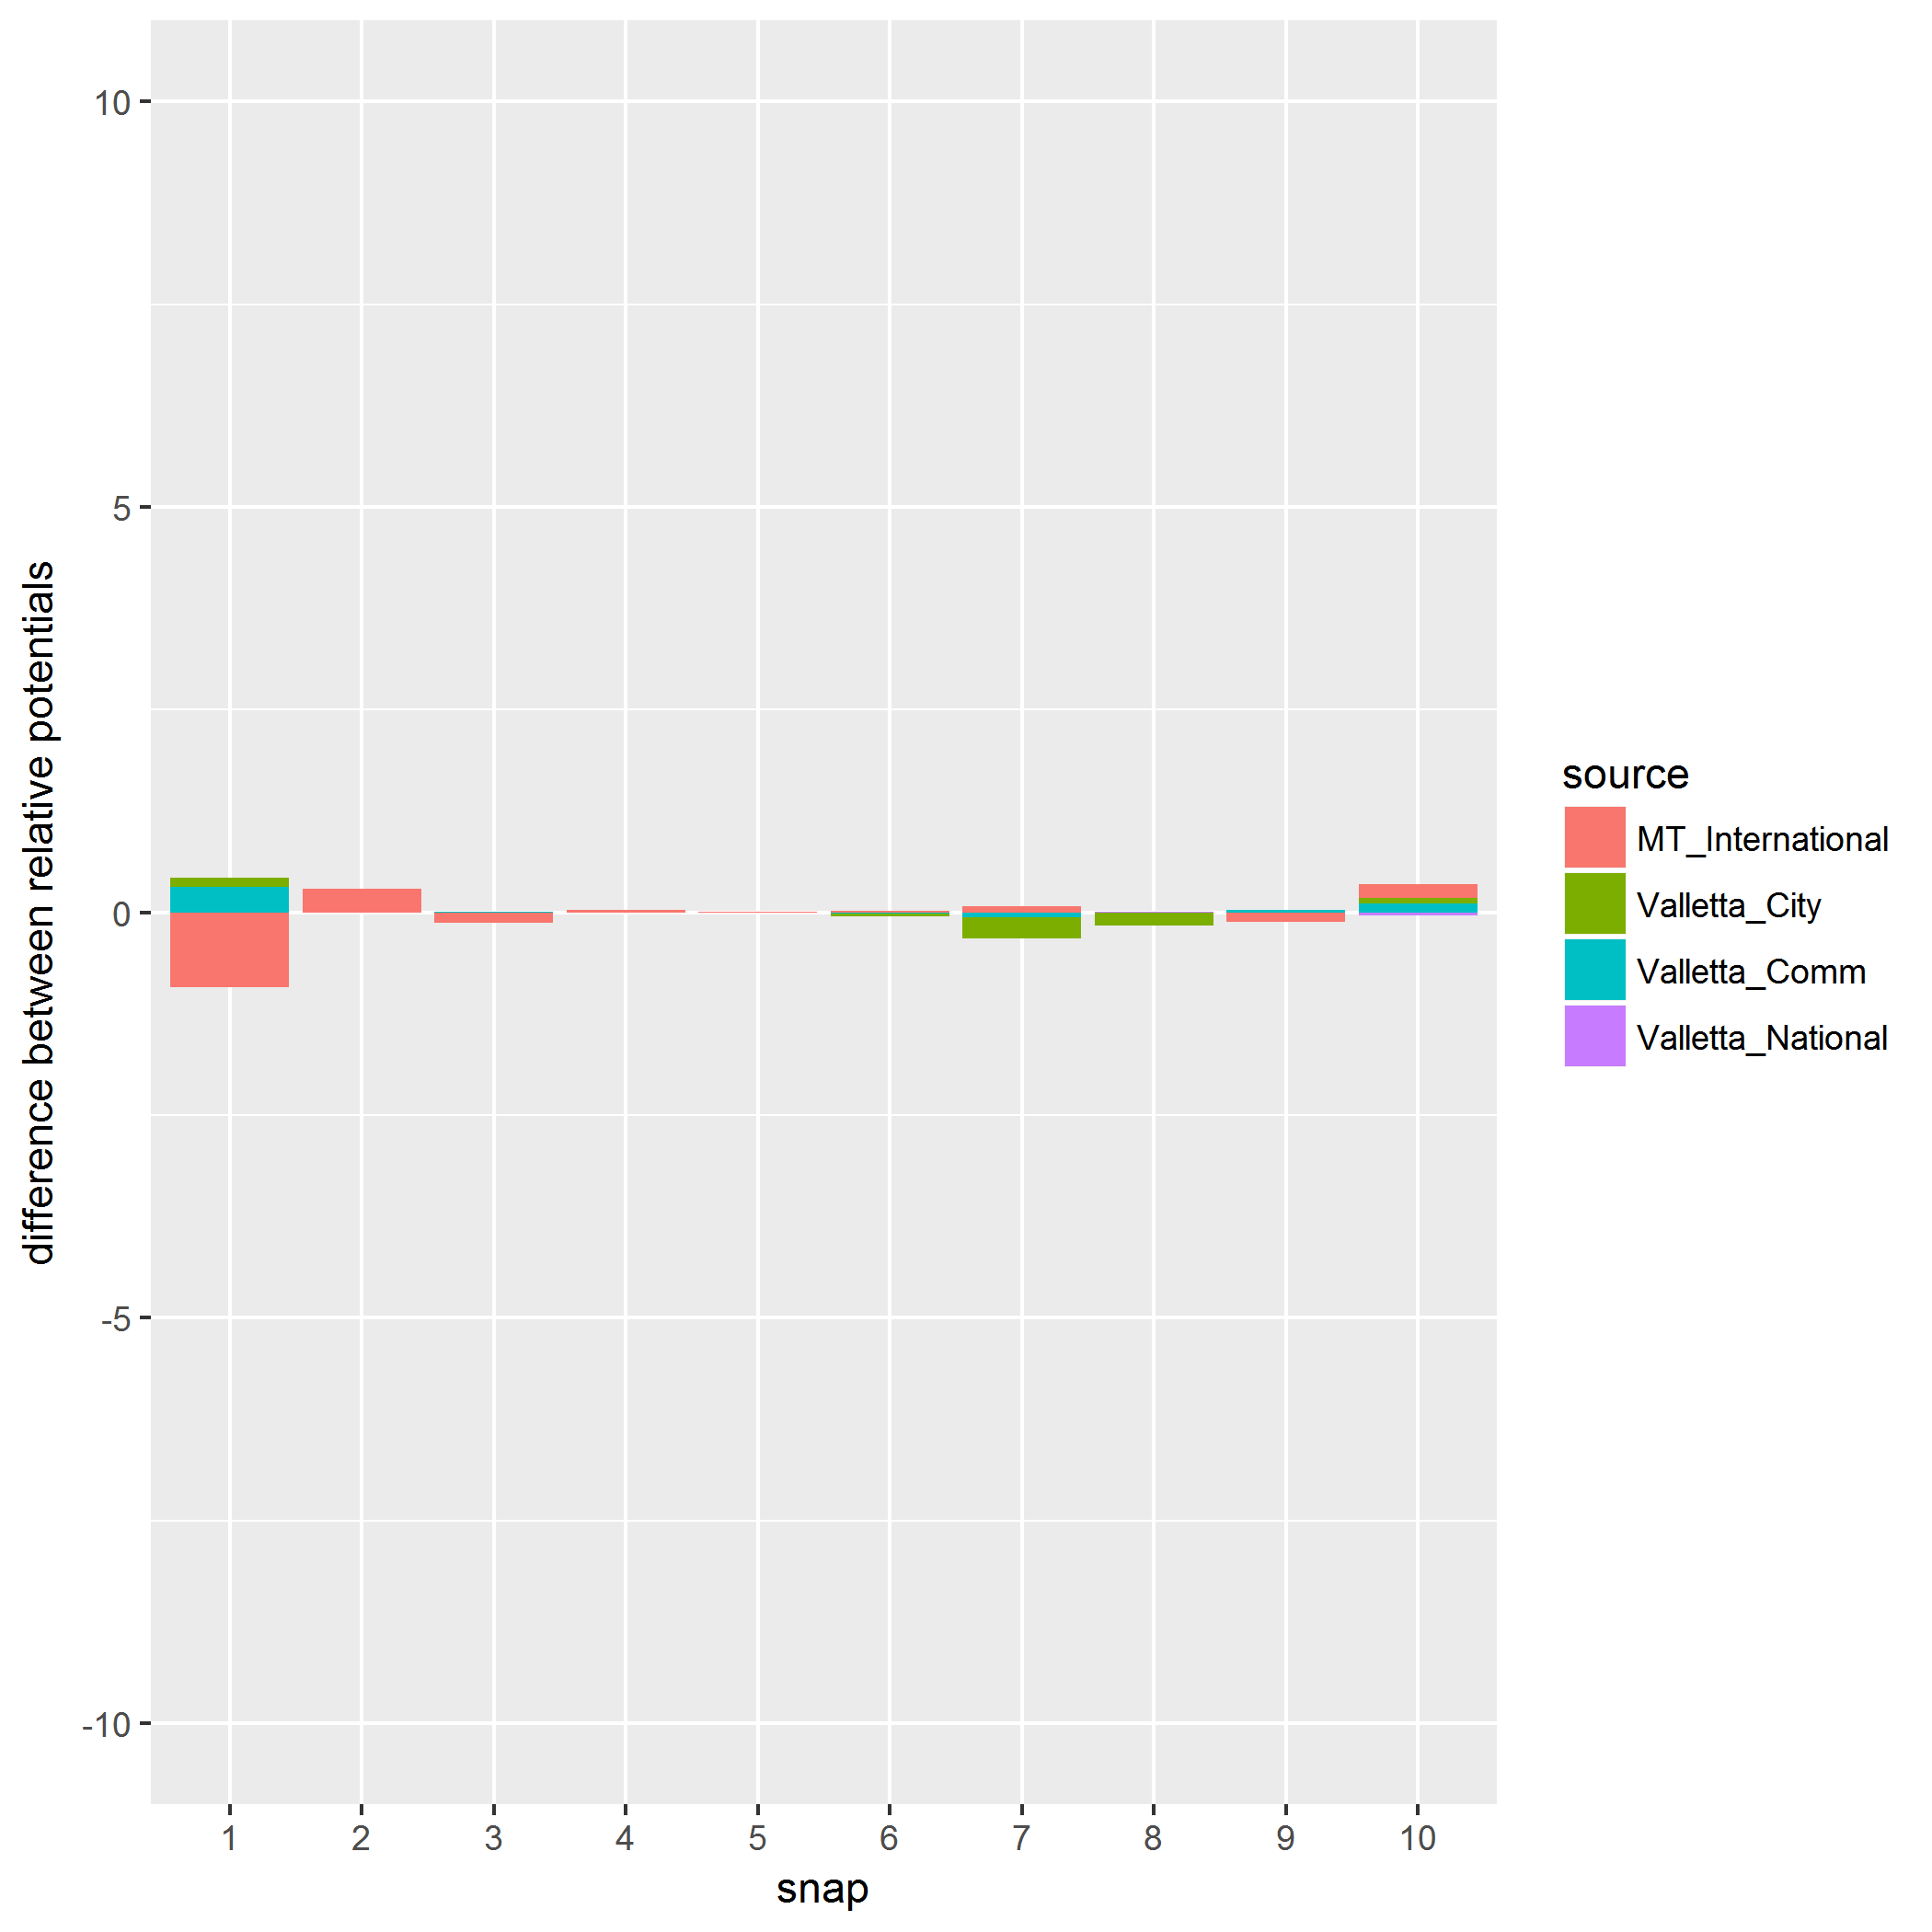 difference between relative potentials
10
5
0
-5
-10
1 2 3 4 5 6 7 8 9 10
snap
source
MT_International
Valletta_City
Valletta_Comm
Valletta_National